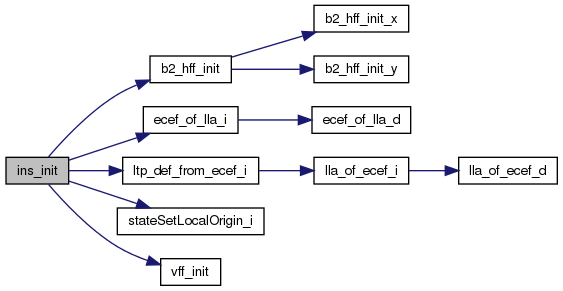 b2_hff_init_x
b2_hff_init
b2_hff_init_y
ecef_of_lla_i
ecef_of_lla_d
ins_init
ltp_def_from_ecef_i
lla_of_ecef_i
lla_of_ecef_d
stateSetLocalOrigin_i
vff_init